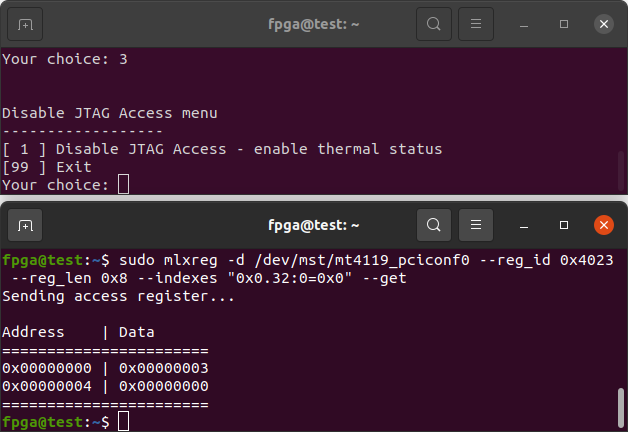 fpga@test: ~
Your choice: 3
Disable JTAG Access menu
------------------
[ 1 ] Disable JTAG Access - enable thermal status
[99 ] Exit
Your choice:
fpga@test: ~
fpga@test:~$ sudo mlxreg -d /dev/mst/mt4119_pciconf0 --reg_id 0x4023
--reg_len 0x8 --indexes "0x0.32:0=0x0" --get
Sending access register...
Address    | Data
=======================
0x00000000 | 0x00000003
0x00000004 | 0x00000000
=======================
fpga@test:~$